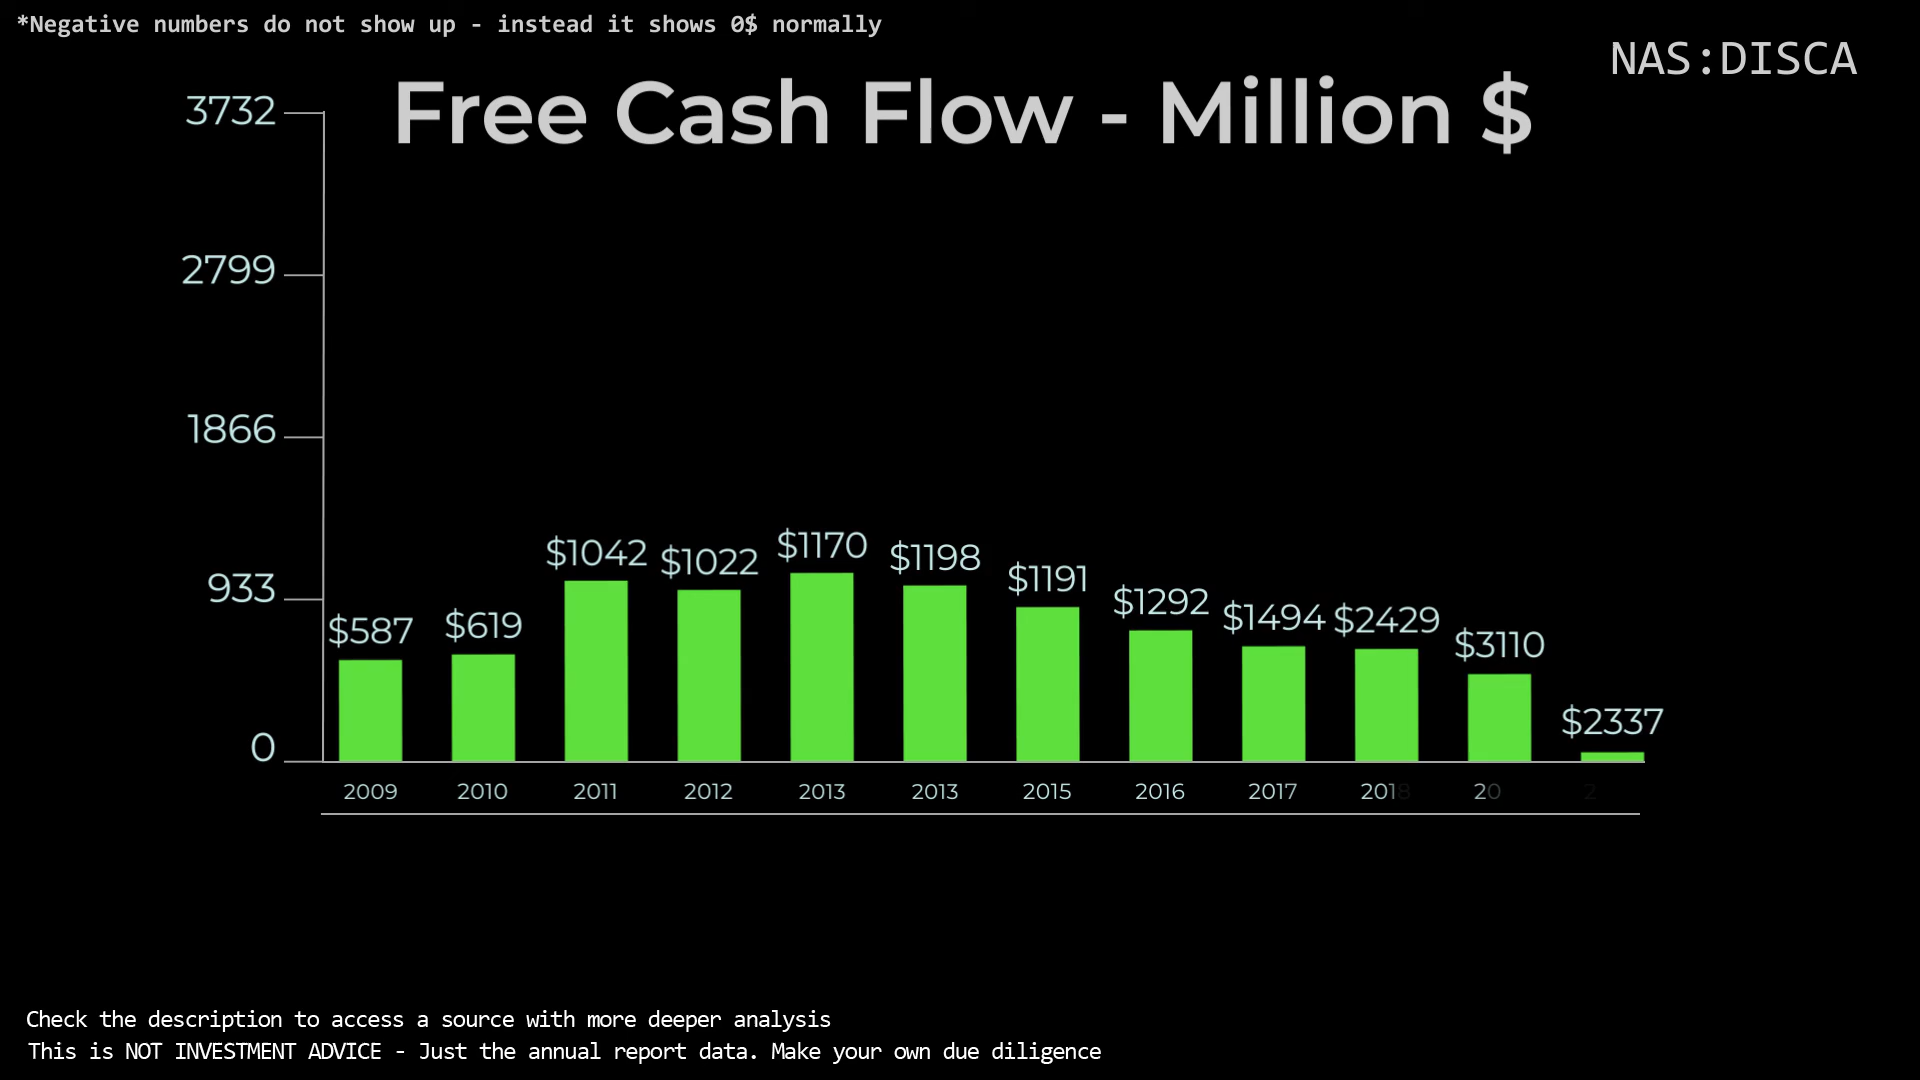 *Negative numbers do not show up - instead it shows 0$ normally
NAS:DISCA
Free Cash Flow - Million $
3732
2799
1866
933
0
$587 $619 $1042 $1022 $1170 $1198 $1191 $1292 $1494 $2429 $3110 $2337
2009 2010 2011 2012 2013 2013 2015 2016 2017 2018 20 2
Check the description to access a source with more deeper analysis
This is NOT INVESTMENT ADVICE - Just the annual report data. Make your own due diligence